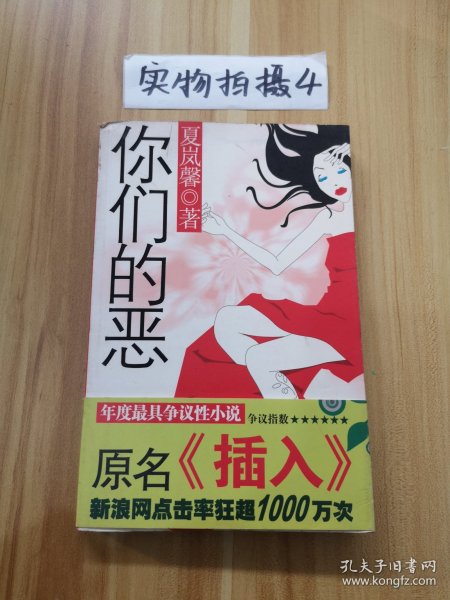 实物拍摄4
夏岚馨◎著
你们的恶
年度最具争议性小说 争议指数★★★★★★
原名《插入》
新浪网点击率狂超1000万次
孔夫子旧书网
www.kongfz.com